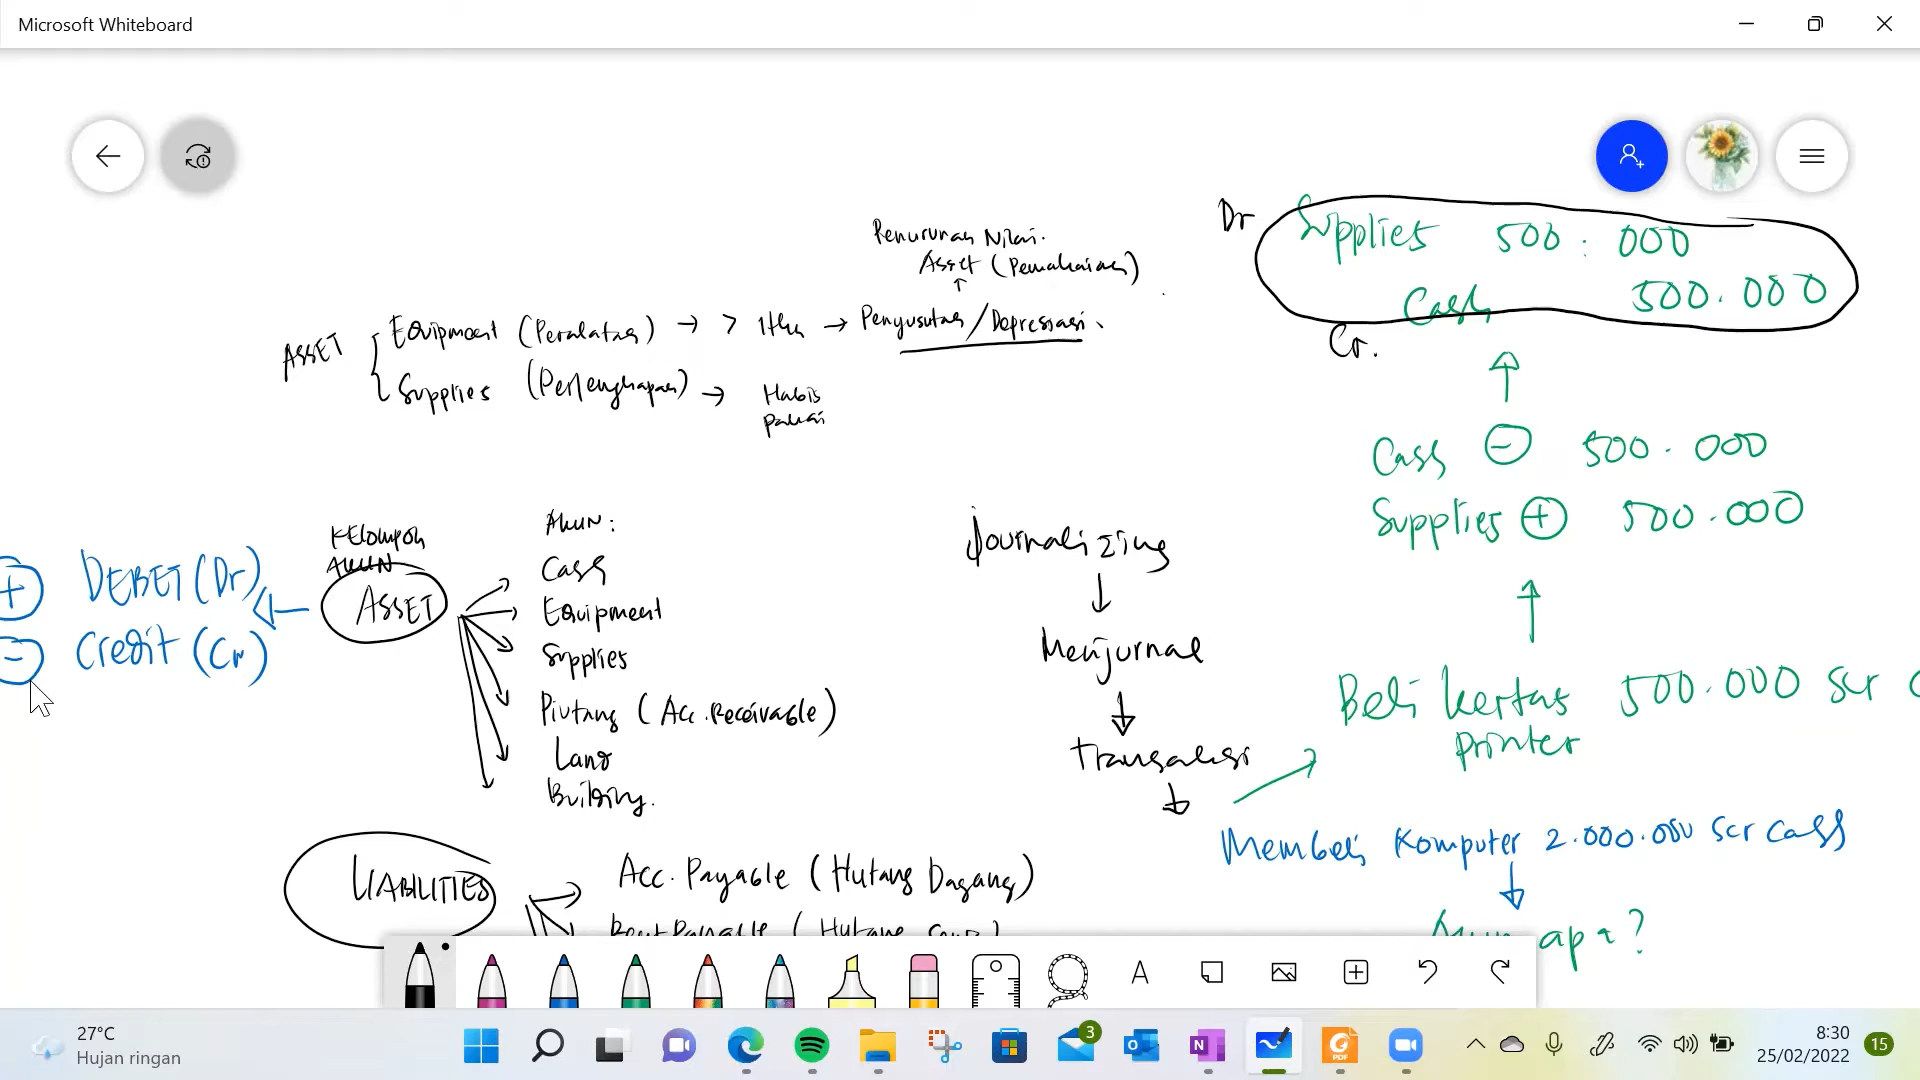 Microsoft Whiteboard
Penurunan Nilai
Asset (Pemakaian)
ASSET
Equipment (Peralatan) → > 1thn → Penyusutan/Depresiasi
Supplies (Perlengkapan) → Habis
pakai
Dr Supplies 500.000
Cash 500.000
Cr.
Cash - 500.000
Supplies + 500.000
Beli kertas 500.000 scr
printer
KELOMPOK
AKUN
ASSET
+ DEBET (Dr)
- Credit (Cr)
Akun:
Cash
Equipment
Supplies
Piutang (Acc. Receivable)
Land
Building.
Journalizing
Menjurnal
Transaksi
Membeli Komputer 2.000.000 scr cash
Akun apa?
LIABILITIES
Acc. Payable (Hutang Dagang)
27°C
Hujan ringan
3
8:30
25/02/2022
15